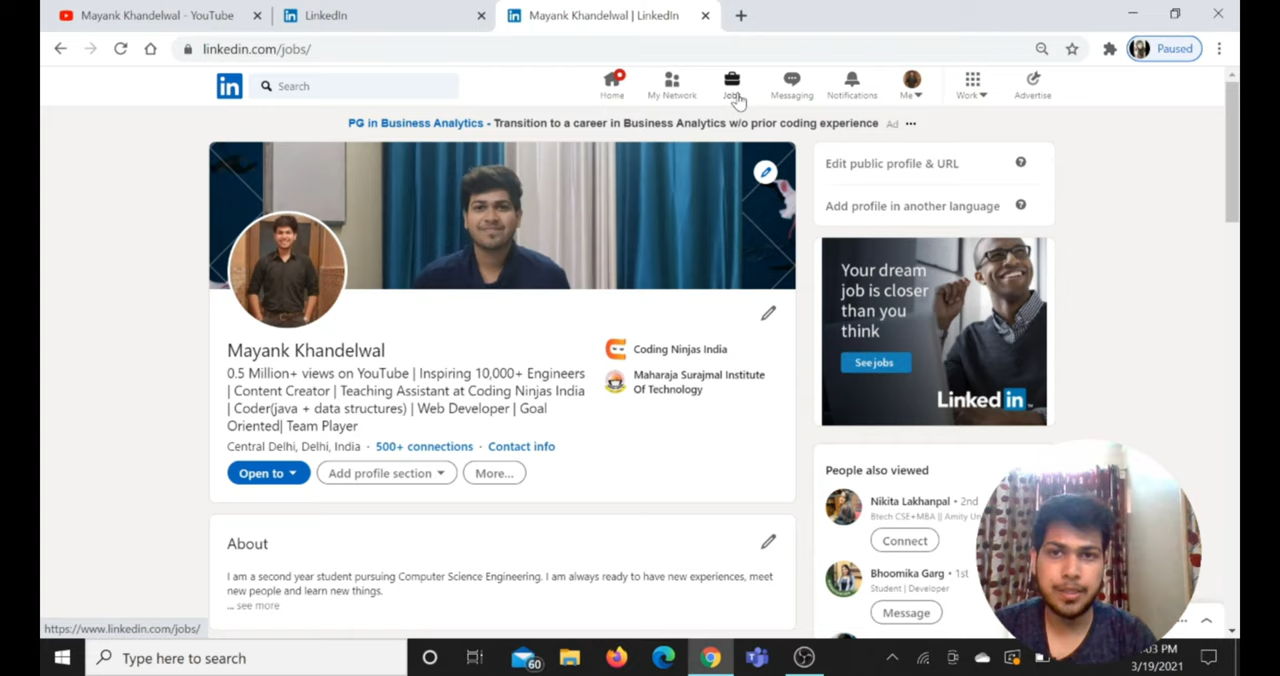 Mayank Khandelwal - YouTube
LinkedIn
Mayank Khandelwal | LinkedIn
linkedin.com/jobs/
Paused
in
Search
Home
My Network
Jobs
Messaging
Notifications
Me
Work
Advertise
PG in Business Analytics - Transition to a career in Business Analytics w/o prior coding experience Ad
Edit public profile & URL
Add profile in another language
Your dream
job is closer
than you
think
See jobs
Linked in
Mayank Khandelwal
0.5 Million+ views on YouTube | Inspiring 10,000+ Engineers
| Content Creator | Teaching Assistant at Coding Ninjas India
| Coder(java + data structures) | Web Developer | Goal
Oriented| Team Player
Central Delhi, Delhi, India · 500+ connections · Contact info
Coding Ninjas India
Maharaja Surajmal Institute
Of Technology
Open to
Add profile section
More...
About
I am a second year student pursuing Computer Science Engineering. I am always ready to have new experiences, meet
new people and learn new things.
... see more
People also viewed
Nikita Lakhanpal • 2nd
Btech CSE+MBA || Amity Un
Connect
Bhoomika Garg • 1st
Student | Developer
Message
https://www.linkedin.com/jobs/
Type here to search
60
:03 PM
3/19/2021